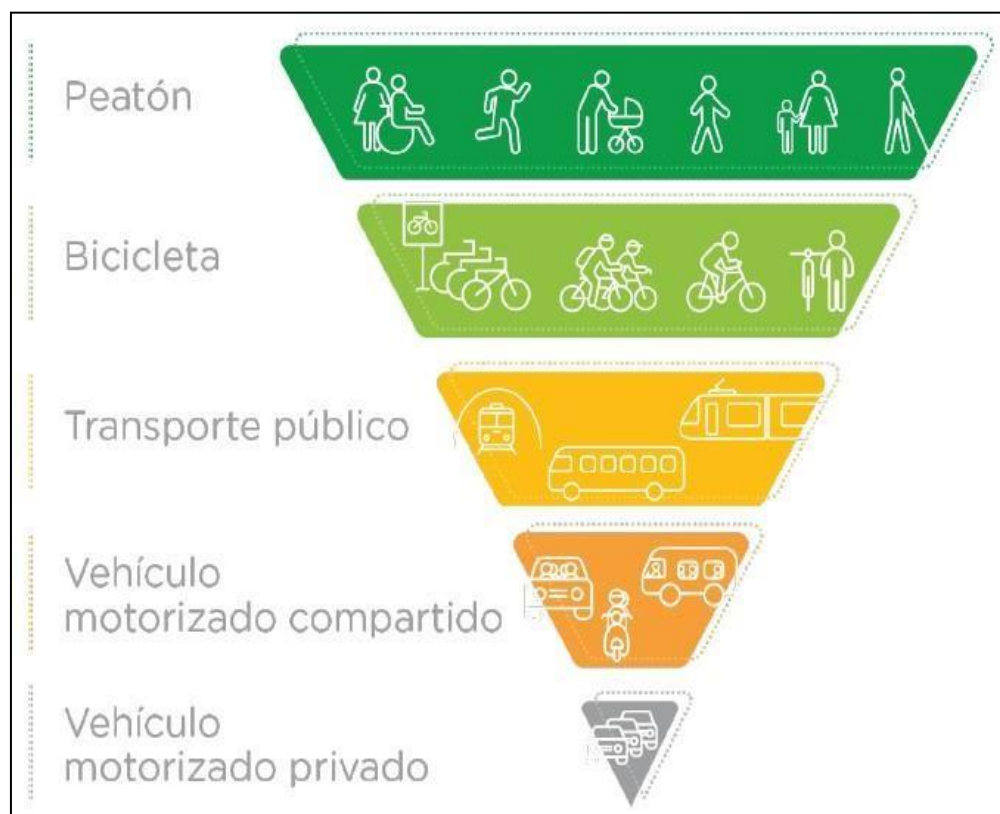 Peatón
Bicicleta
Transporte público
Vehículo
motorizado compartido
Vehículo
motorizado privado